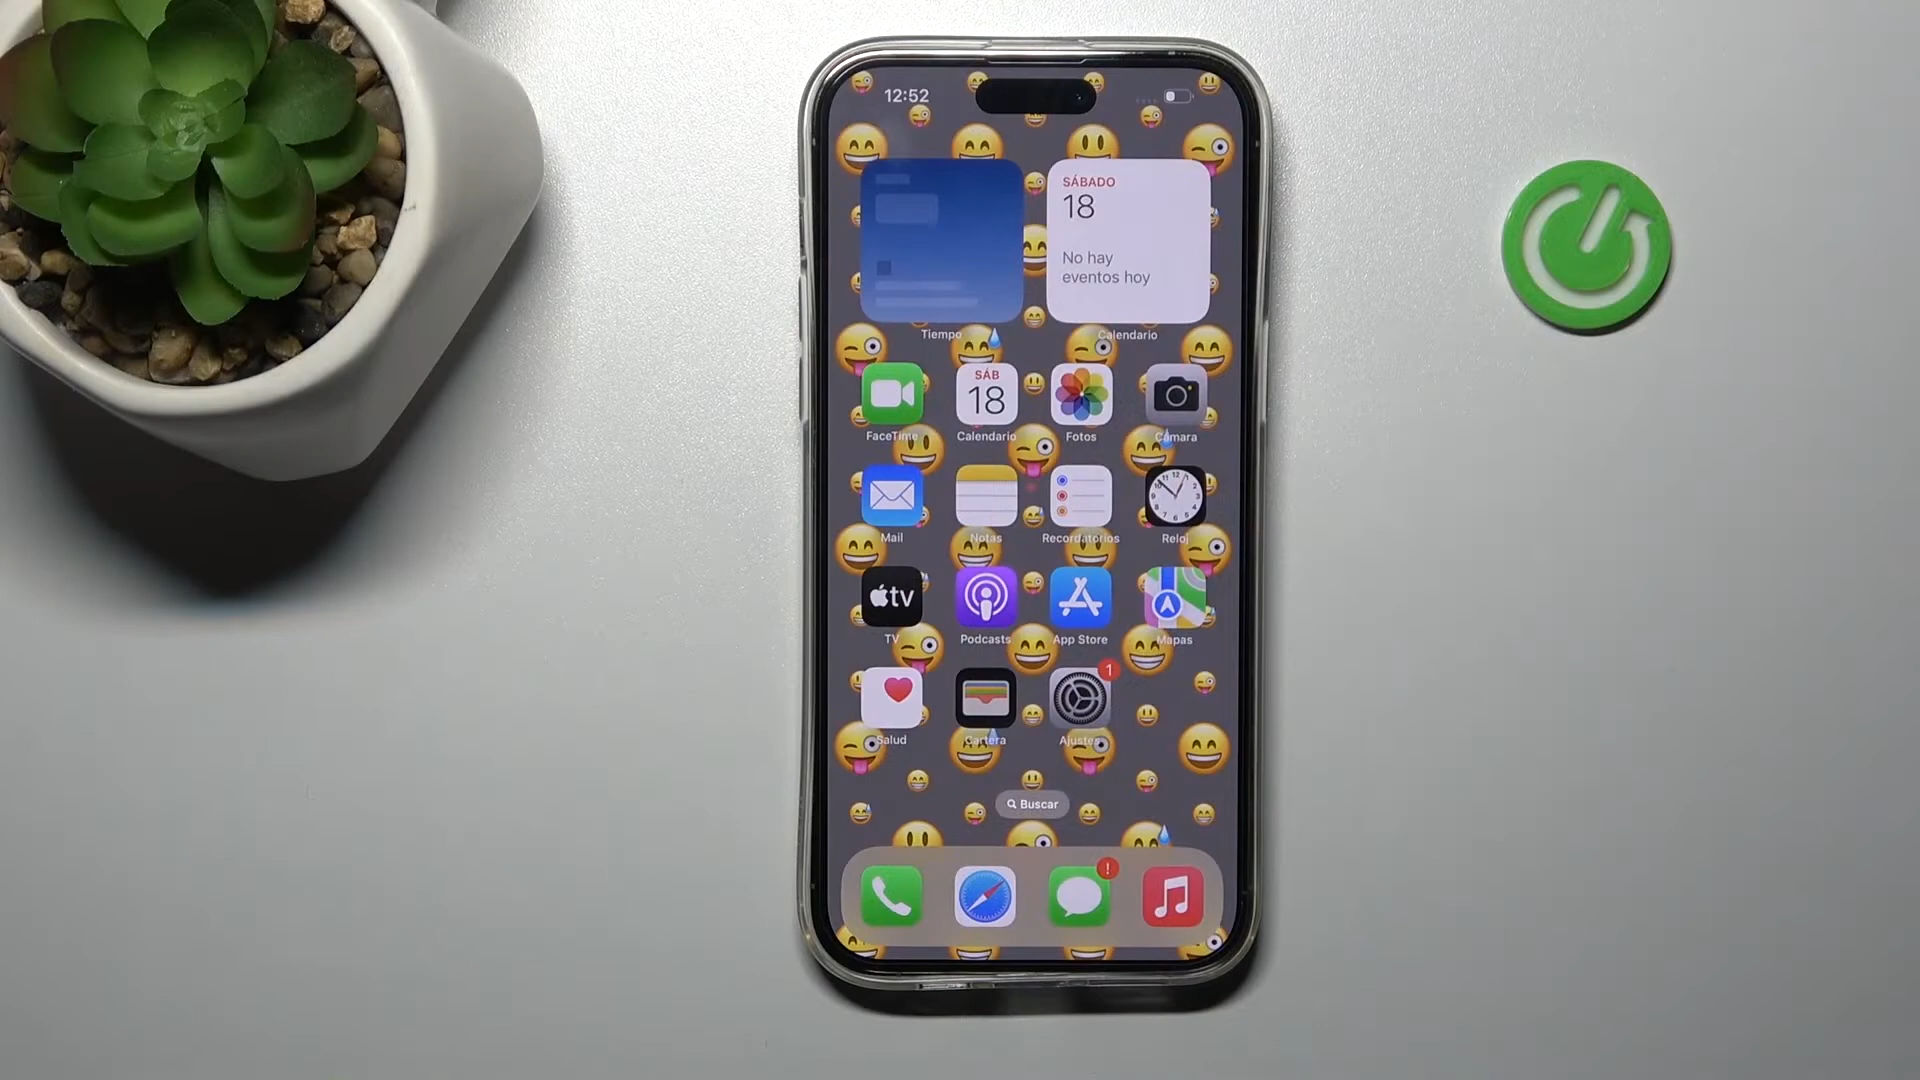 12:52
SÁBADO
18
No hay
eventos hoy
Tiempo
Calendario
SÁB
18
FaceTime
Calendario
Fotos
Cámara
Mail
Notas
Recordatorios
Reloj
tv
TV
Podcasts
App Store
Mapas
1
Salud
Cartera
Ajustes
Buscar
!